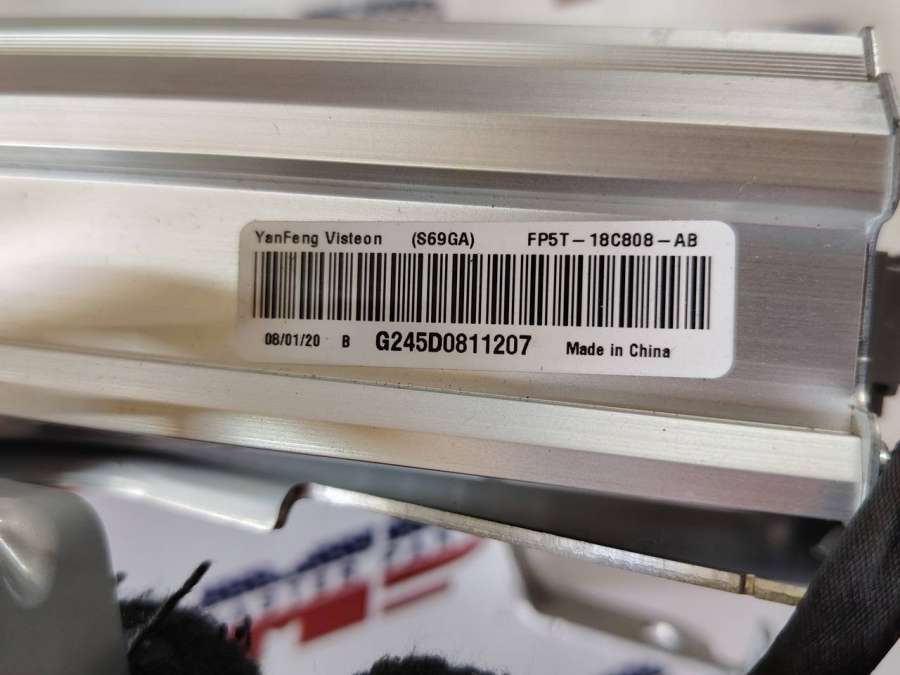 YanFeng Visteon (S69GA) FP5T-18C808-AB
08/01/20 B G245D0811207 Made in China